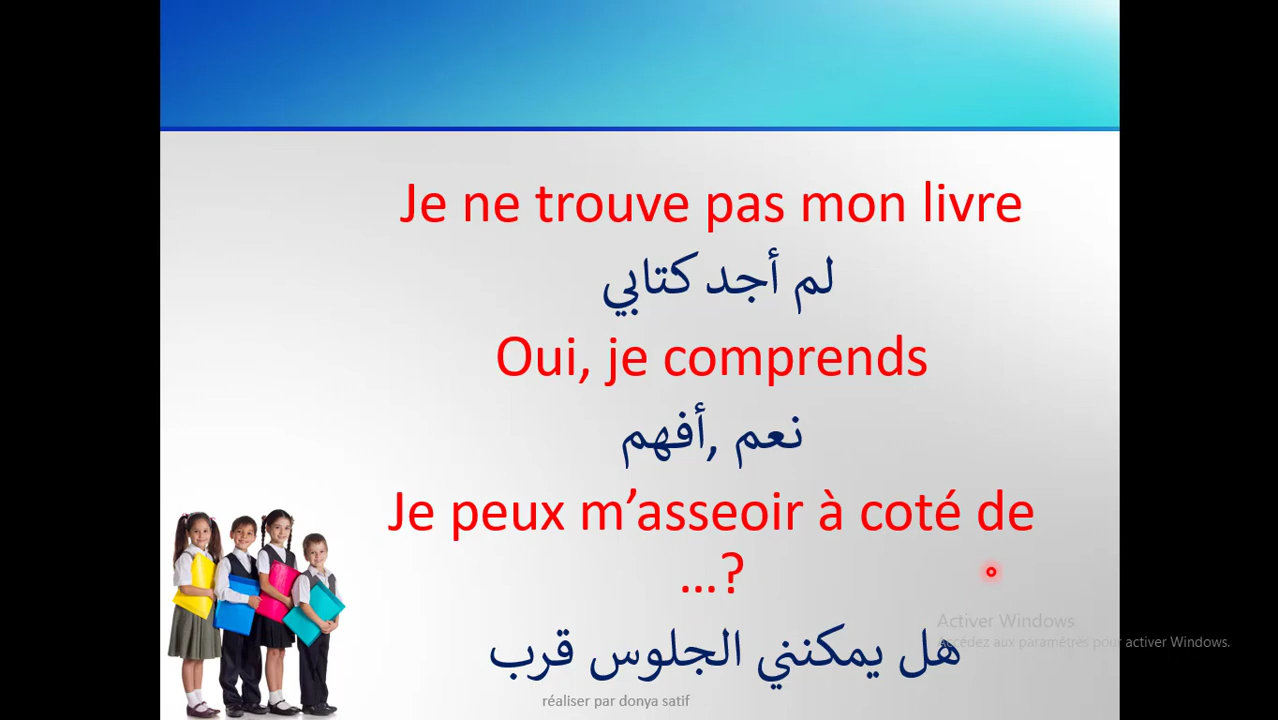 Je ne trouve pas mon livre
لم أجد كتابي
Oui, je comprends
نعم ,أفهم
Je peux m’asseoir à coté de
...?
هل يمكنني الجلوس قرب
Activer Windows
Accédez aux paramètres pour activer Windows.
réaliser par donya satif